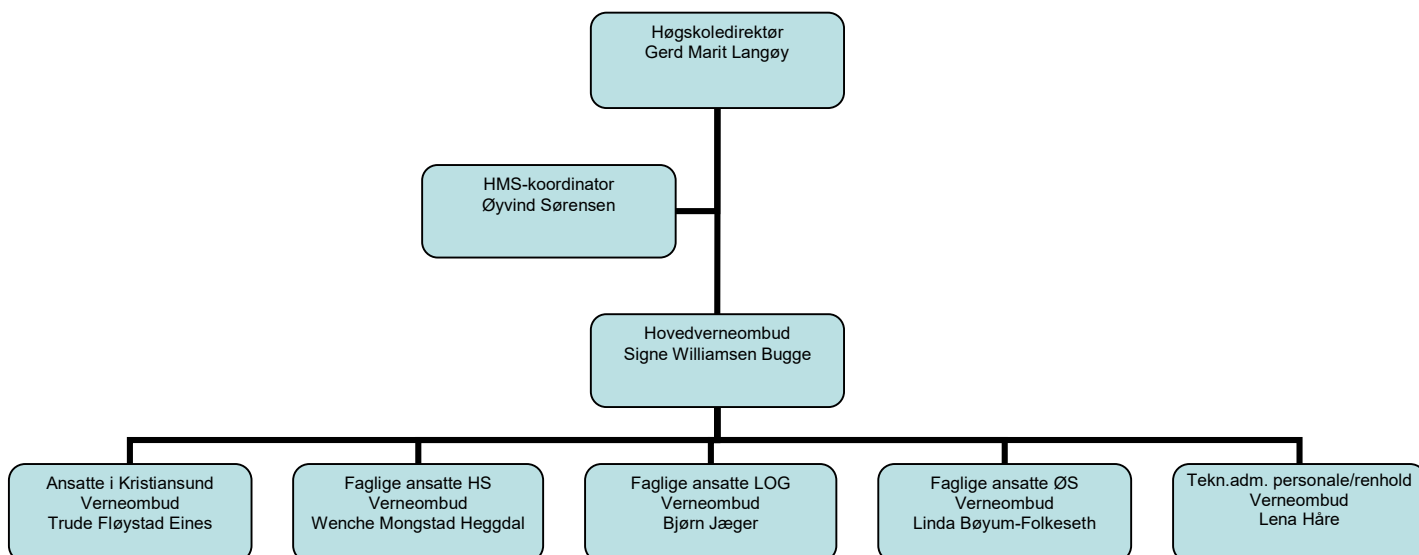 Høgskoledirektør
Gerd Marit Langøy
HMS-koordinator
Øyvind Sørensen
Hovedverneombud
Signe Williamsen Bugge
Ansatte i Kristiansund
Verneombud
Trude Fløystad Eines
Faglige ansatte HS
Verneombud
Wenche Mongstad Heggdal
Faglige ansatte LOG
Verneombud
Bjørn Jæger
Faglige ansatte ØS
Verneombud
Linda Bøyum-Folkeseth
Tekn.adm. personale/renhold
Verneombud
Lena Håre